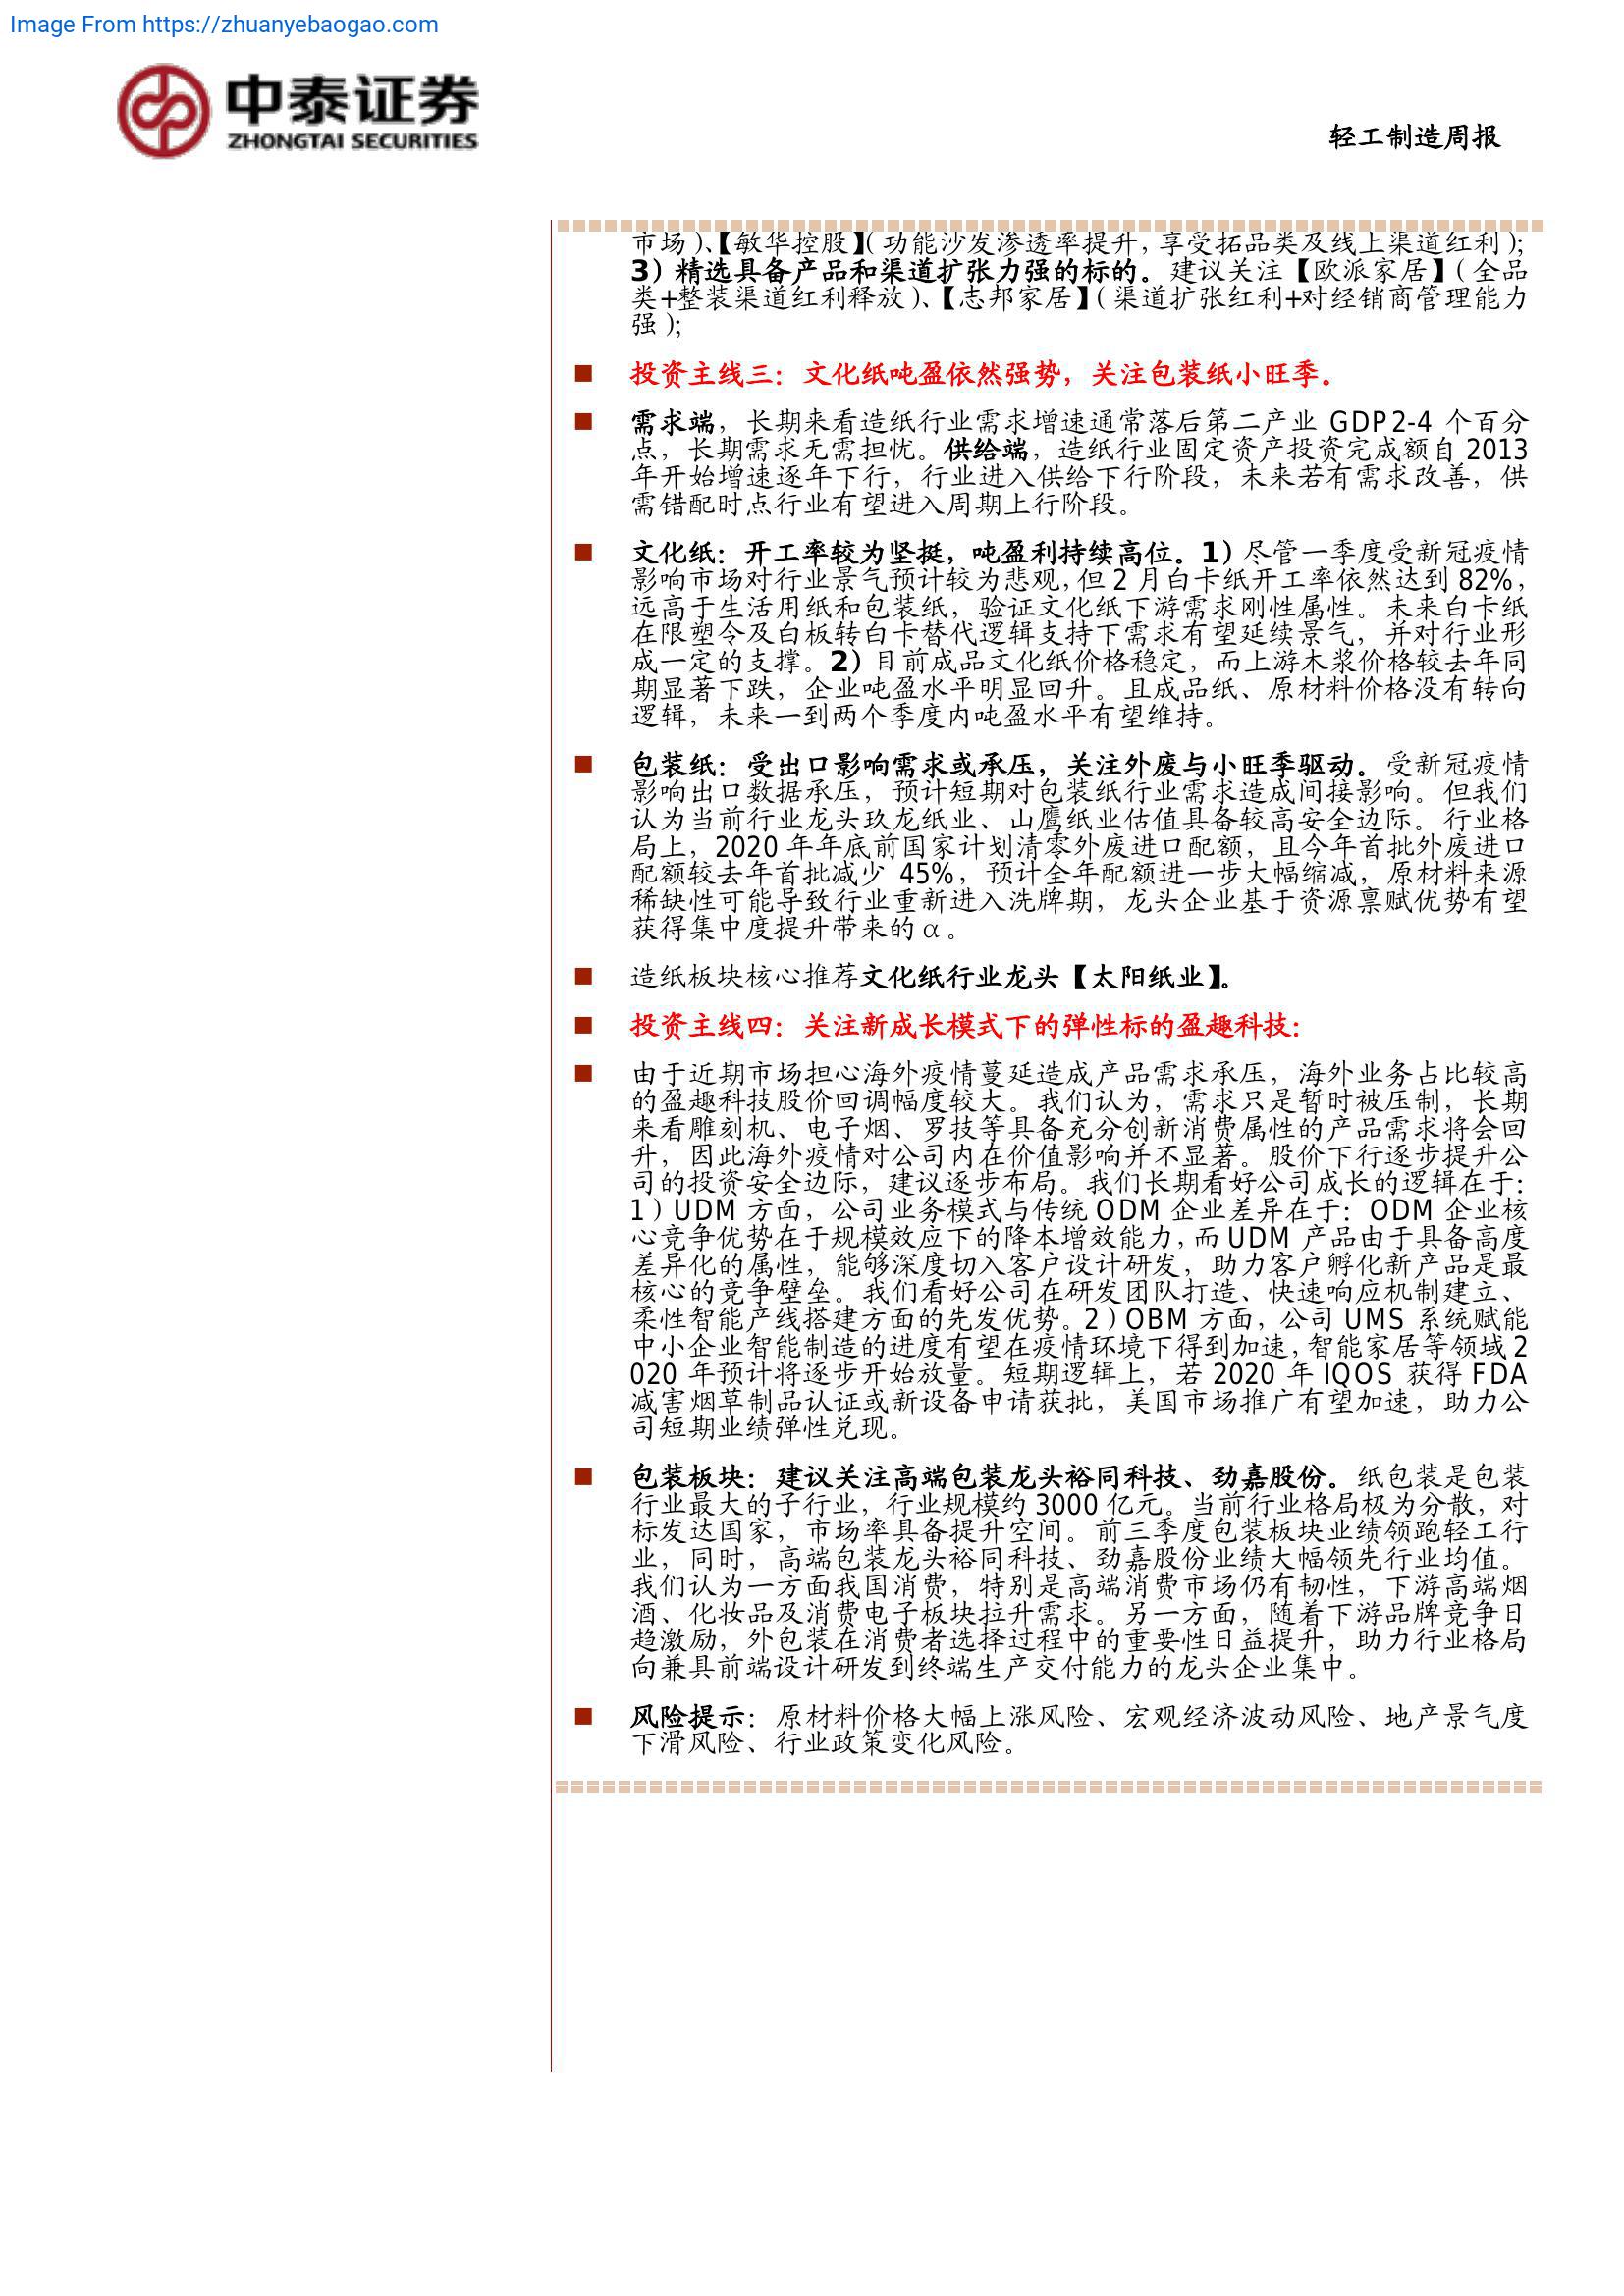 Image From https://zhuanyebaogao.com
中泰证券
ZHONGTAI SECURITIES
轻工制造周报
市场)、【敏华控股】(功能沙发渗透率提升,享受拓品类及线上渠道红利);
3)精选具备产品和渠道扩张力强的标的。建议关注【欧派家居】(全品
类+整装渠道红利释放)、【志邦家居】(渠道扩张红利+对经销商管理能力
强);
■ 投资主线三:文化纸吨盈依然强势,关注包装纸小旺季。
■ 需求端,长期来看造纸行业需求增速通常落后第二产业 GDP2-4 个百分
点,长期需求无需担忧。供给端,造纸行业固定资产投资完成额自 2013
年开始增速逐年下行,行业进入供给下行阶段,未来若有需求改善,供
需错配时点行业有望进入周期上行阶段。
■ 文化纸:开工率较为坚挺,吨盈利持续高位。1)尽管一季度受新冠疫情
影响市场对行业景气预计较为悲观,但 2 月白卡纸开工率依然达到 82%,
远高于生活用纸和包装纸,验证文化纸下游需求刚性属性。未来白卡纸
在限塑令及白板转白卡替代逻辑支持下需求有望延续景气,并对行业形
成一定的支撑。2)目前成品文化纸价格稳定,而上游木浆价格较去年同
期显著下跌,企业吨盈水平明显回升。且成品纸、原材料价格没有转向
逻辑,未来一到两个季度内吨盈水平有望维持。
■ 包装纸:受出口影响需求或承压,关注外废与小旺季驱动。受新冠疫情
影响出口数据承压,预计短期对包装纸行业需求造成间接影响。但我们
认为当前行业龙头玖龙纸业、山鹰纸业估值具备较高安全边际。行业格
局上,2020 年年底前国家计划清零外废进口配额,且今年首批外废进口
配额较去年首批减少 45%,预计全年配额进一步大幅缩减,原材料来源
稀缺性可能导致行业重新进入洗牌期,龙头企业基于资源禀赋优势有望
获得集中度提升带来的 α。
■ 造纸板块核心推荐文化纸行业龙头【太阳纸业】。
■ 投资主线四:关注新成长模式下的弹性标的盈趣科技:
■ 由于近期市场担心海外疫情蔓延造成产品需求承压,海外业务占比较高
的盈趣科技股价回调幅度较大。我们认为,需求只是暂时被压制,长期
来看雕刻机、电子烟、罗技等具备充分创新消费属性的产品需求将会回
升,因此海外疫情对公司内在价值影响并不显著。股价下行逐步提升公
司的投资安全边际,建议逐步布局。我们长期看好公司成长的逻辑在于:
1)UDM 方面,公司业务模式与传统 ODM 企业差异在于:ODM 企业核
心竞争优势在于规模效应下的降本增效能力,而 UDM 产品由于具备高度
差异化的属性,能够深度切入客户设计研发,助力客户孵化新产品是最
核心的竞争壁垒。我们看好公司在研发团队打造、快速响应机制建立、
柔性智能产线搭建方面的先发优势。2)OBM 方面,公司 UMS 系统赋能
中小企业智能制造的进度有望在疫情环境下得到加速,智能家居等领域 2
020 年预计将逐步开始放量。短期逻辑上,若 2020 年 IQOS 获得 FDA
减害烟草制品认证或新设备申请获批,美国市场推广有望加速,助力公
司短期业绩弹性兑现。
■ 包装板块:建议关注高端包装龙头裕同科技、劲嘉股份。纸包装是包装
行业最大的子行业,行业规模约 3000 亿元。当前行业格局极为分散,对
标发达国家,市场率具备提升空间。前三季度包装板块业绩领跑轻工行
业,同时,高端包装龙头裕同科技、劲嘉股份业绩大幅领先行业均值。
我们认为一方面我国消费,特别是高端消费市场仍有韧性,下游高端烟
酒、化妆品及消费电子板块拉升需求。另一方面,随着下游品牌竞争日
趋激励,外包装在消费者选择过程中的重要性日益提升,助力行业格局
向兼具前端设计研发到终端生产交付能力的龙头企业集中。
■ 风险提示:原材料价格大幅上涨风险、宏观经济波动风险、地产景气度
下滑风险、行业政策变化风险。